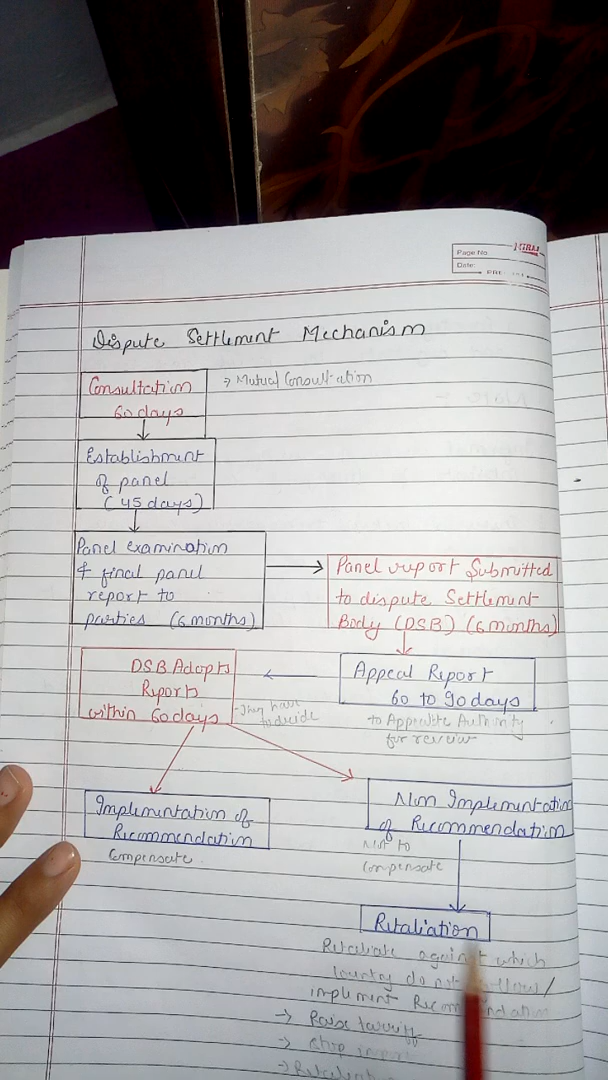 Page No.
Date:
Dispute Settlement Mechanism
Consultation
60 days
→ Mutual Consultation
Establishment
of panel
(45 days)
Panel examination
& final panel
report to
parties (6 months)
Panel report Submitted
to dispute Settlement
Body (DSB) (6 months)
Appeal Report
60 to 90 days
to Appellate Authority
for review
DSB Adopts
Reports
within 60 days
- They have
to decide
Implementation of
Recommendation
Compensate
Non Implementation
of Recommendation
Not to
Compensate
Retaliation
Retaliate against which
Country do not follow/
implement Recommendation
→ Raise tariff
→ Stop import